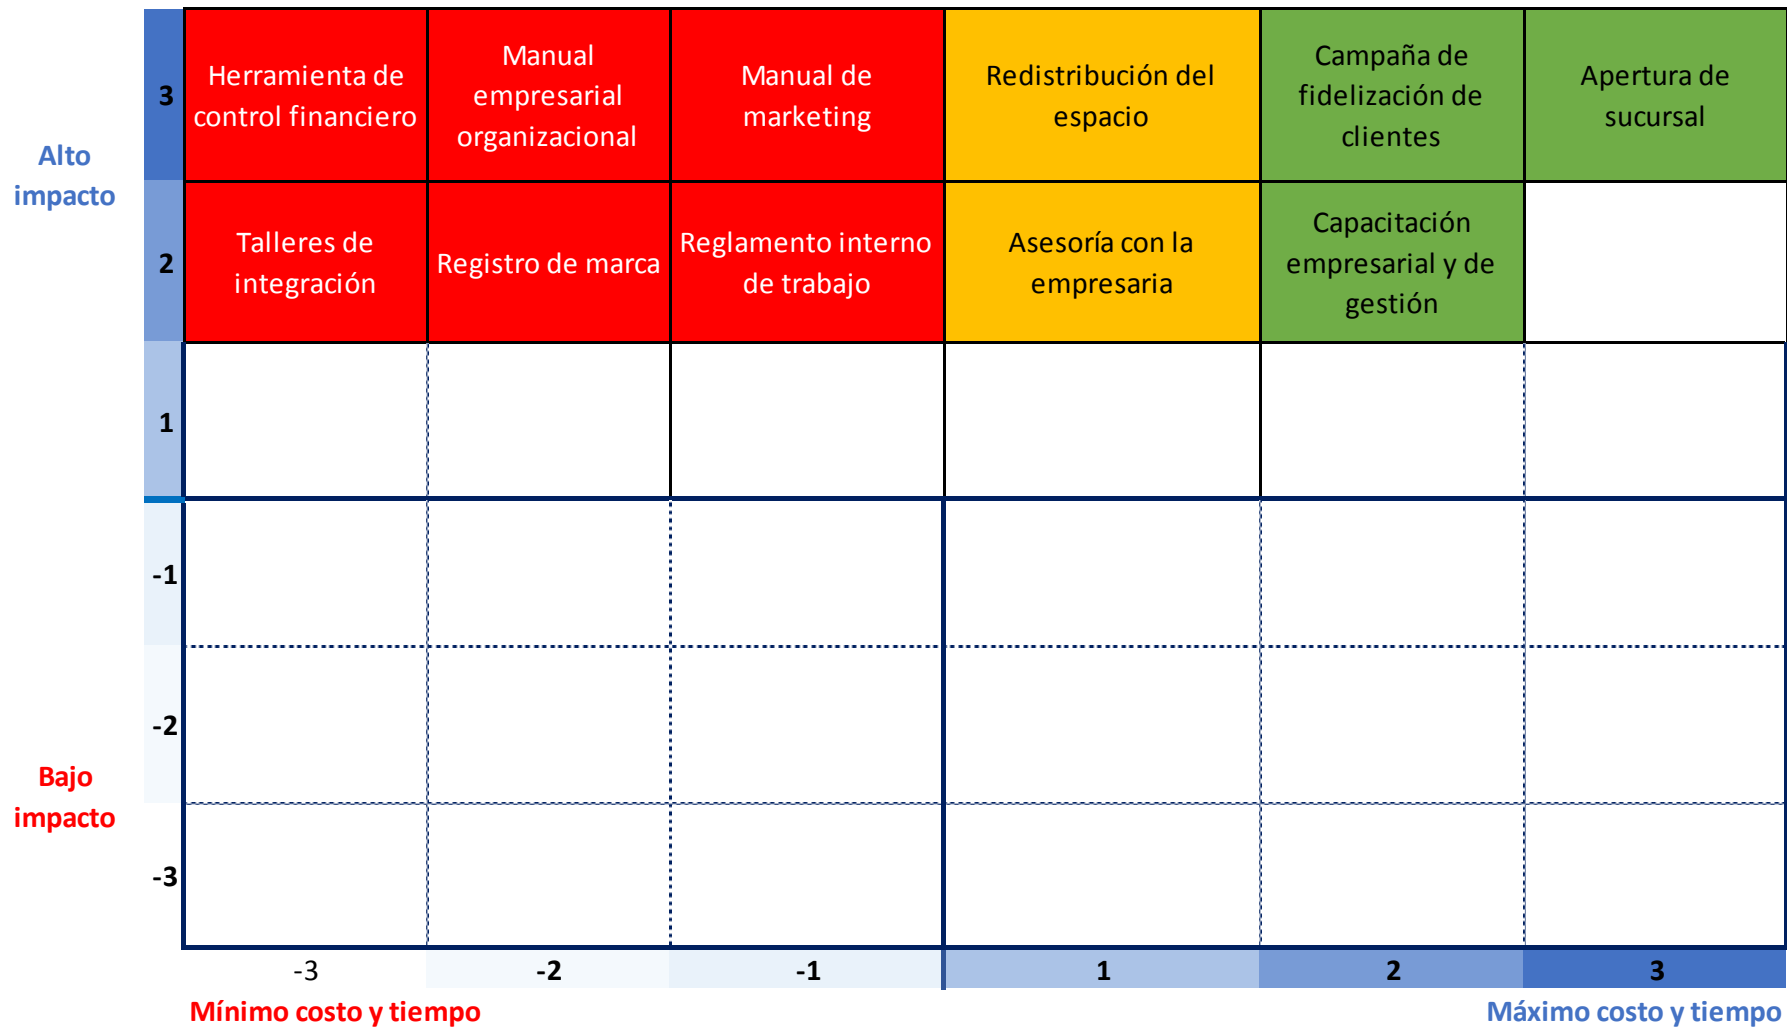 Alto
impacto
3
Herramienta de
control financiero
Manual
empresarial
organizacional
Manual de
marketing
Redistribución del
espacio
Campaña de
fidelización de
clientes
Apertura de
sucursal
2
Talleres de
integración
Registro de marca
Reglamento interno
de trabajo
Asesoría con la
empresaria
Capacitación
empresarial y de
gestión
1
-1
-2
Bajo
impacto
-3
-3
-2
-1
1
2
3
Mínimo costo y tiempo
Máximo costo y tiempo